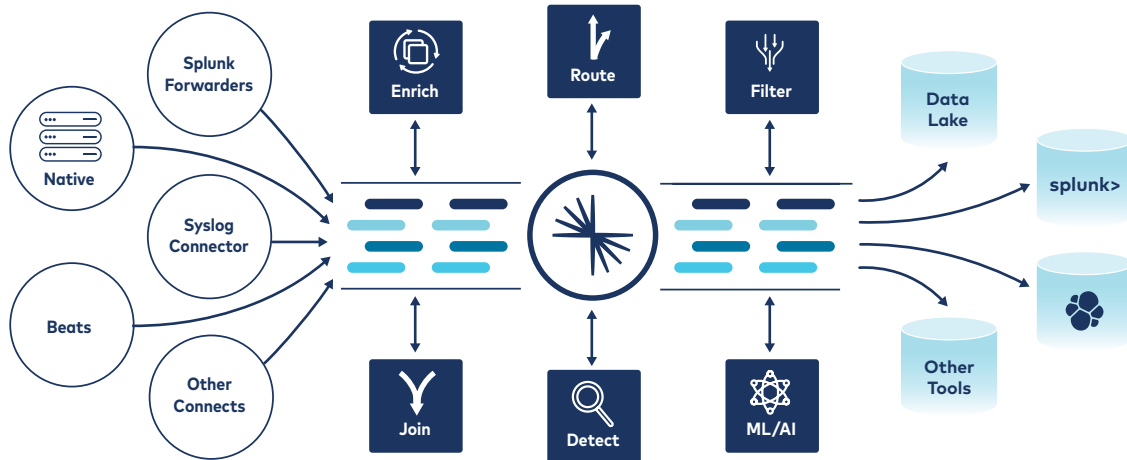 Splunk
Forwarders
Native
Syslog
Connector
Beats
Other
Connects
Enrich
Route
Filter
Join
Detect
ML/AI
Data
Lake
splunk>
Other
Tools